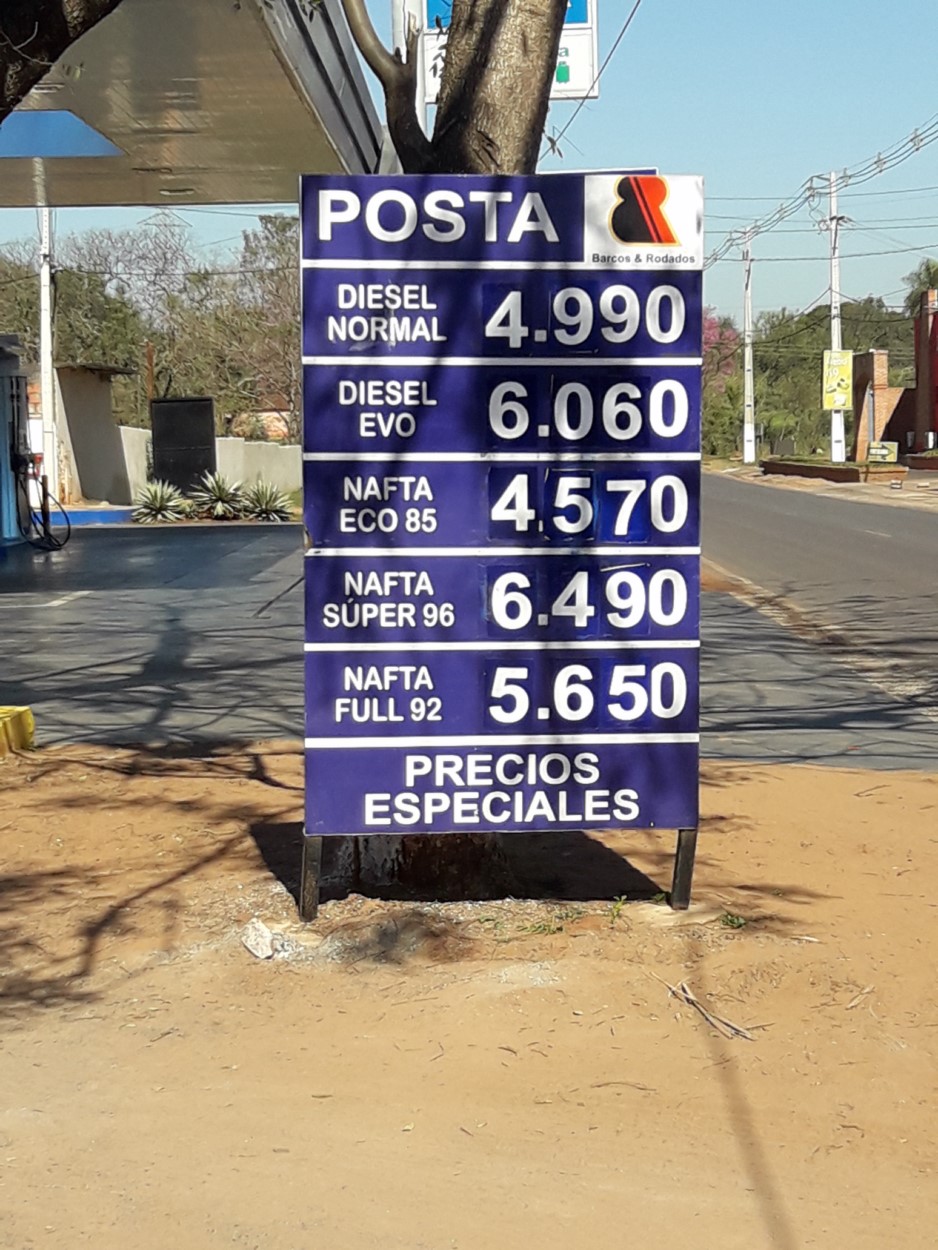 POSTA
Barcos & Rodados
DIESEL
NORMAL
4.990
DIESEL
EVO
6.060
NAFTA
ECO 85
4.570
NAFTA
SÚPER 96
6.490
NAFTA
FULL 92
5.650
PRECIOS
ESPECIALES